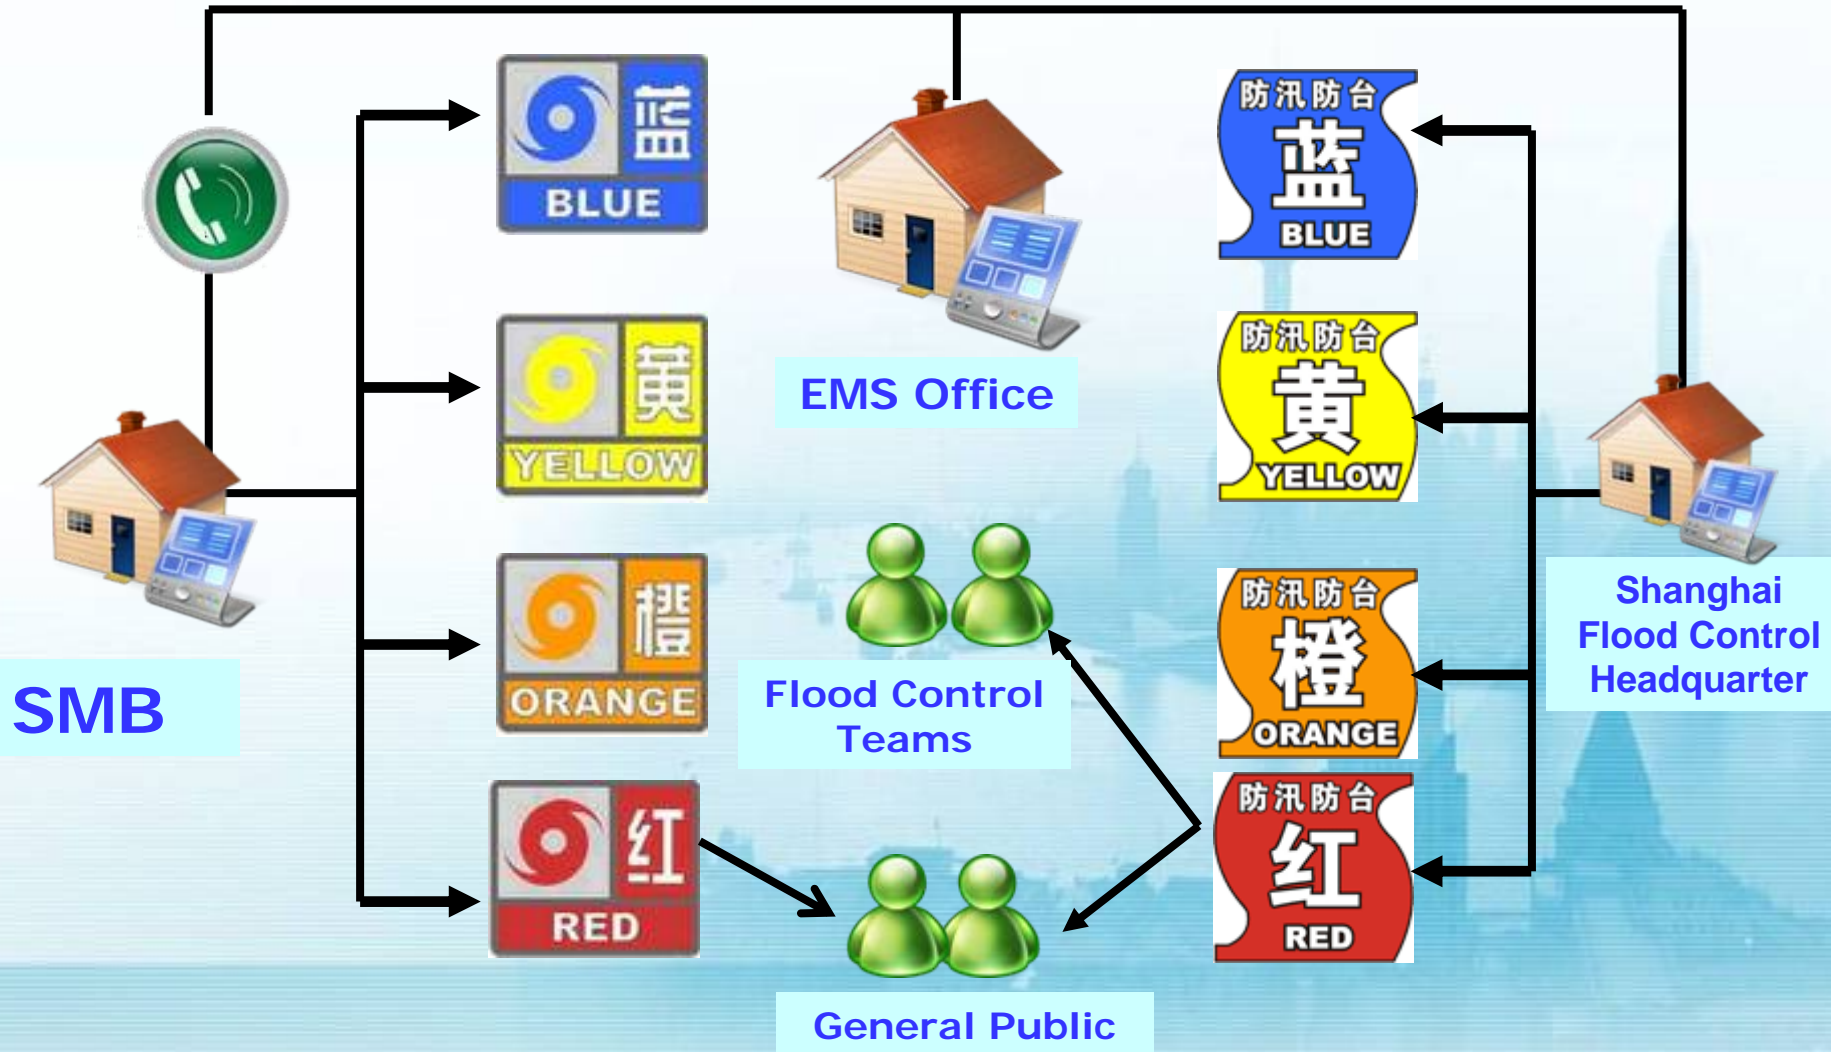 蓝
BLUE
黄
YELLOW
橙
ORANGE
红
RED
SMB
EMS Office
Flood Control
Teams
General Public
防汛防台
蓝
BLUE
防汛防台
黄
YELLOW
防汛防台
橙
ORANGE
防汛防台
红
RED
Shanghai
Flood Control
Headquarter